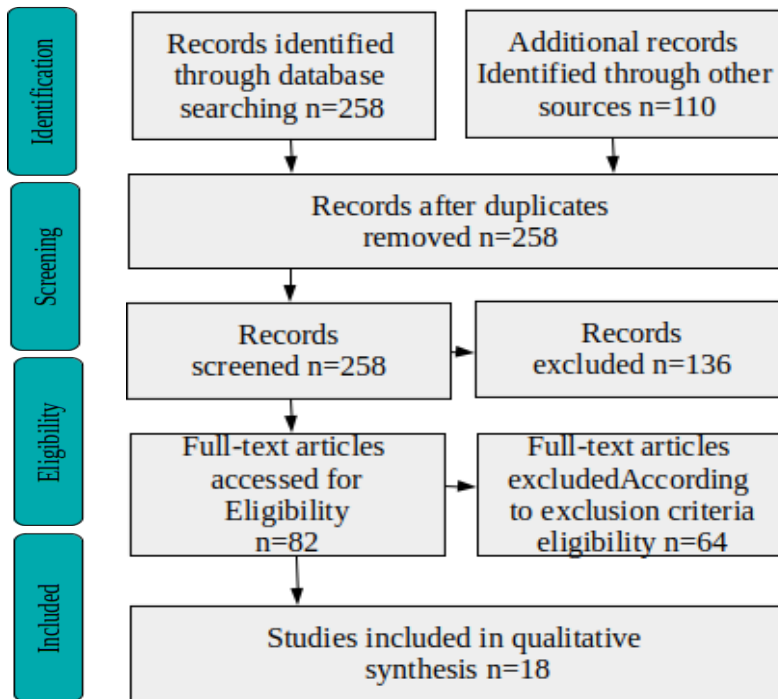 Identification
Records identified
through database
searching n=258
Additional records
Identified through other
sources n=110
Screening
Records after duplicates
removed n=258
Records
screened n=258
Records
excluded n=136
Eligibility
Full-text articles
accessed for
Eligibility
n=82
Full-text articles
excludedAccording
to exclusion criteria
eligibility n=64
Included
Studies included in qualitative
synthesis n=18